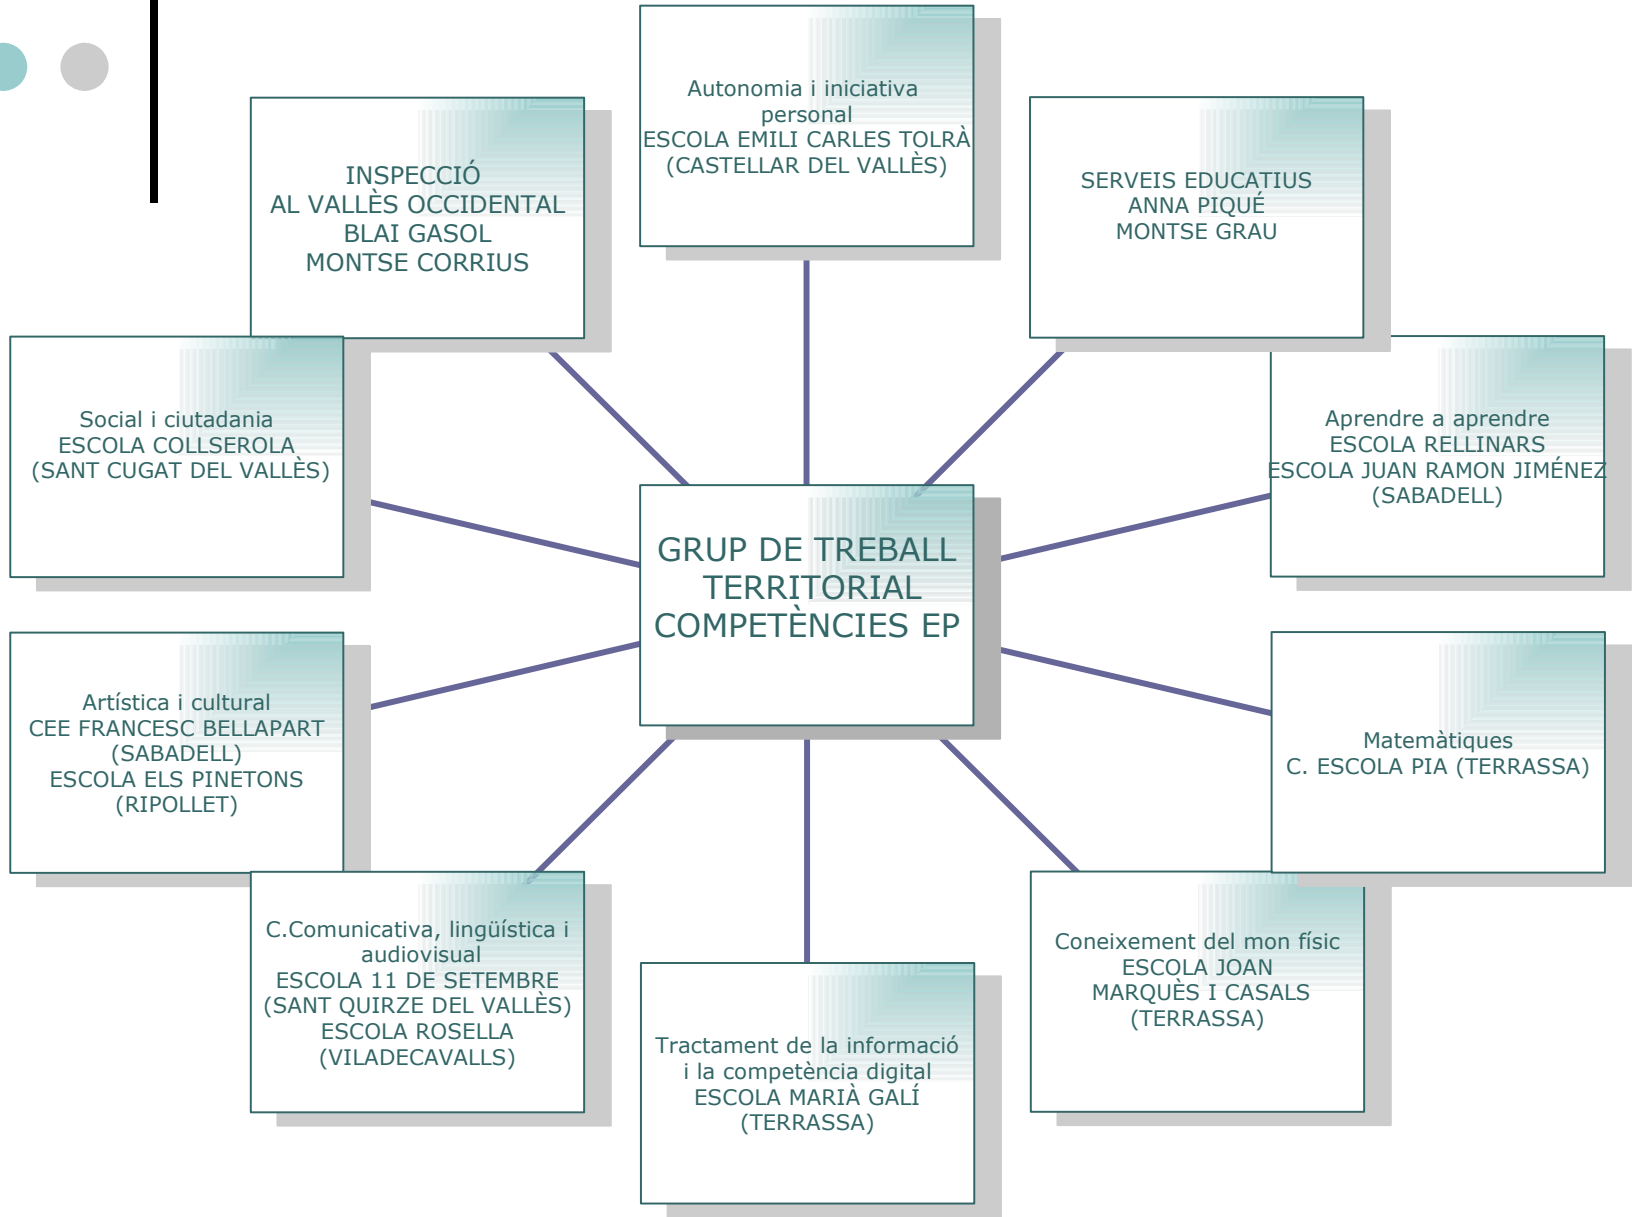 Autonomia i iniciativa
personal
ESCOLA EMILI CARLES TOLRÀ
(CASTELLAR DEL VALLÈS)
INSPECCIÓ
AL VALLÈS OCCIDENTAL
BLAI GASOL
MONTSE CORRIUS
SERVEIS EDUCATIUS
ANNA PIQUÉ
MONTSE GRAU
Social i ciutadania
ESCOLA COLLSEROLA
(SANT CUGAT DEL VALLÈS)
Aprendre a aprendre
ESCOLA RELLINARS
ESCOLA JUAN RAMON JIMÉNEZ
(SABADELL)
GRUP DE TREBALL
TERRITORIAL
COMPETÈNCIES EP
Artística i cultural
CEE FRANCESC BELLAPART
(SABADELL)
ESCOLA ELS PINETONS
(RIPOLLET)
Matemàtiques
C. ESCOLA PIA (TERRASSA)
C.Comunicativa, lingüística i
audiovisual
ESCOLA 11 DE SETEMBRE
(SANT QUIRZE DEL VALLÈS)
ESCOLA ROSELLA
(VILADECAVALLS)
Tractament de la informació
i la competència digital
ESCOLA MARIÀ GALÍ
(TERRASSA)
Coneixement del mon físic
ESCOLA JOAN
MARQUÈS I CASALS
(TERRASSA)